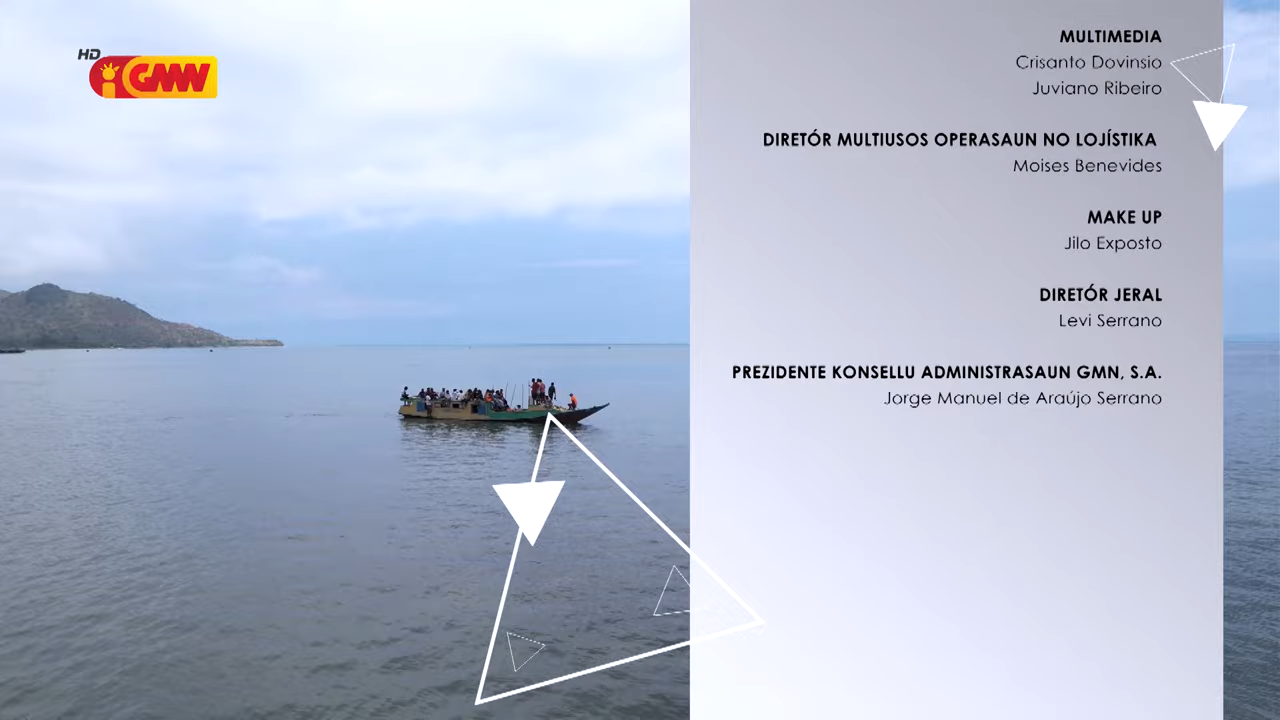 HD
GMN
MULTIMEDIA
Crisanto Dovinsio
Juviano Ribeiro
DIRETÓR MULTIUSOS OPERASAUN NO LOJÍSTIKA
Moises Benevides
MAKE UP
Jilo Exposto
DIRETÓR JERAL
Levi Serrano
PREZIDENTE KONSELLU ADMINISTRASAUN GMN, S.A.
Jorge Manuel de Araújo Serrano